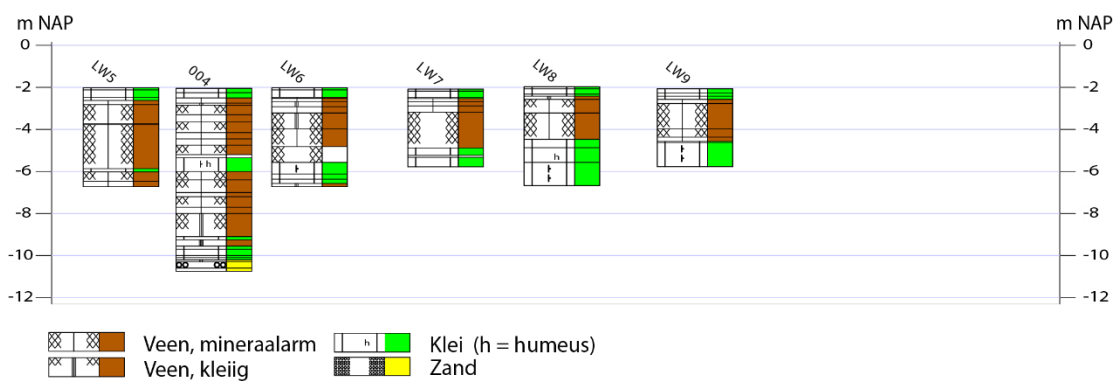 m NAP m NAP
0 0
LW5 004 LW6 LW7 LW8 LW9
-2 -2
-4 -4
h
h
-6 -6
-8 -8
-10 -10
-12 -12
Veen, mineraalarm h Klei (h = humeus)
Veen, kleiig Zand